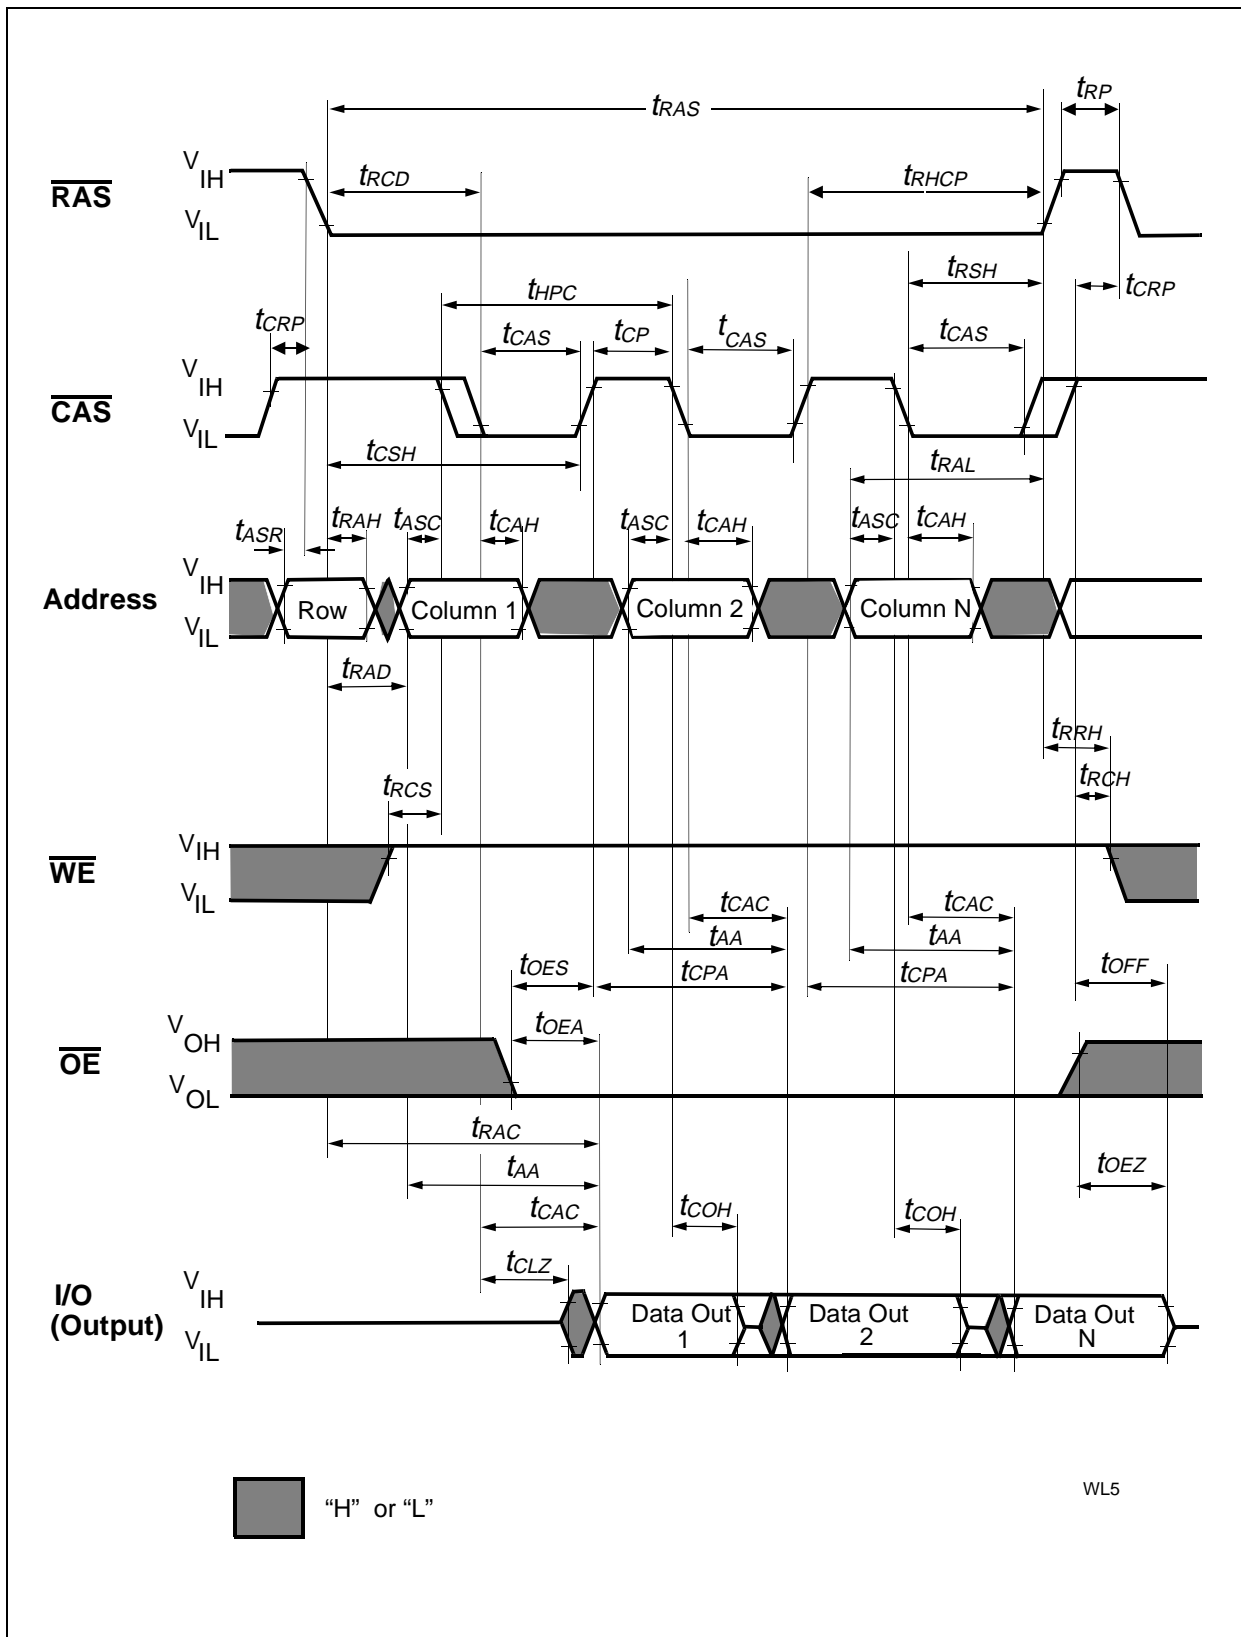 tRP
tRAS
VIH
RAS
VIL
tRCD
tRHCP
tRSH
tCRP
tHPC
tCRP
tCAS
tCP
tCAS
tCAS
VIH
CAS
VIL
tCSH
tRAL
tASR
tRAH
tASC
tCAH
tASC
tCAH
tASC
tCAH
VIH
Address
VIL
Row
Column 1
Column 2
Column N
tRAD
tRRH
tRCS
tRCH
VIH
WE
VIL
tCAC
tCAC
tAA
tAA
tOES
tCPA
tCPA
tOFF
tOEA
VOH
OE
VOL
tRAC
tAA
tOEZ
tCAC
tCOH
tCOH
tCLZ
I/O
(Output)
VIH
VIL
Data Out
1
Data Out
2
Data Out
N
“H” or “L”
WL5